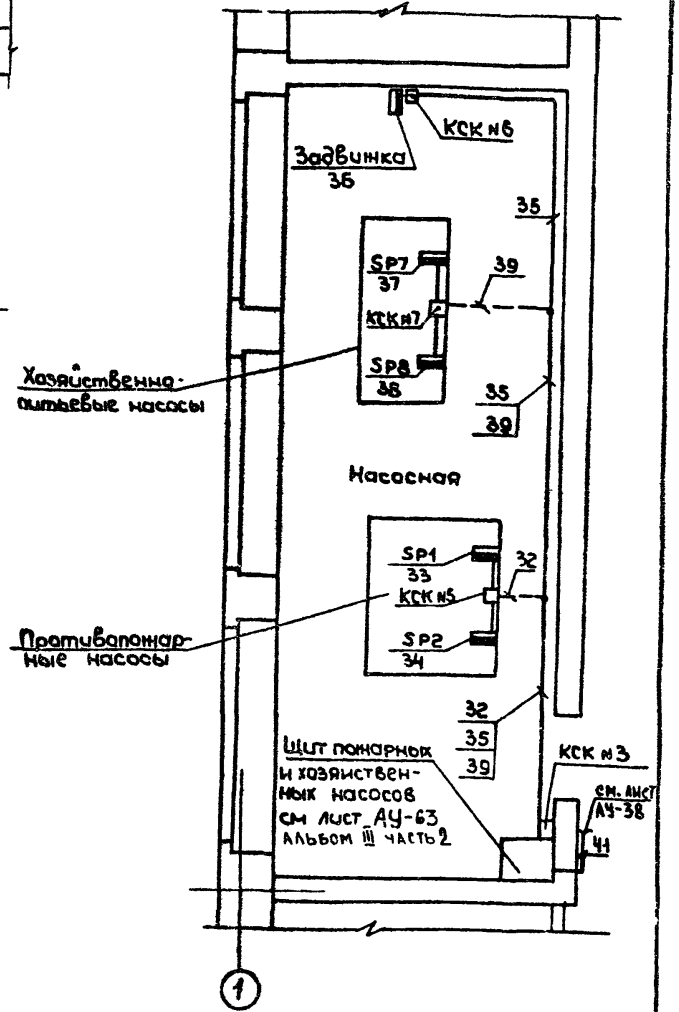 КСК №6
Задвижка
36
35
SP7
37
39
КСК №7
SP8
38
Хозяйственно-
питьевые насосы
35
39
Насосная
SP1
33
32
КСК №5
SP2
34
Противопожар-
ные насосы
32
35
39
Щит пожарных
и хозяйствен-
ных насосов
см лист АУ-63
Альбом III часть 2
КСК №3
см. лист
АУ-38
41
1